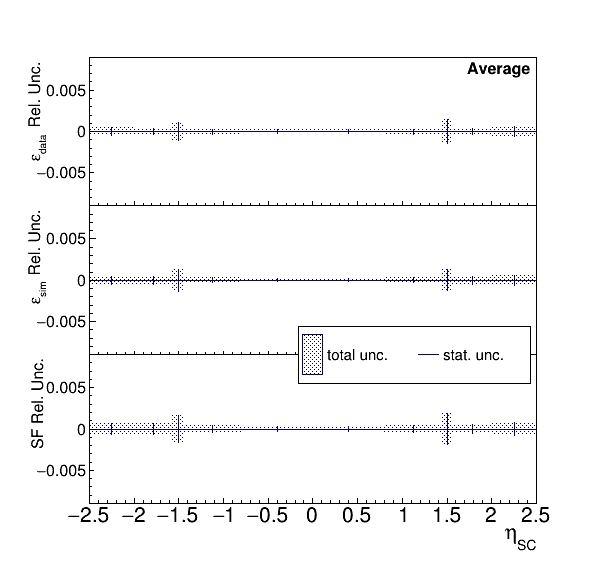 Average
ε_data Rel. Unc.
0.005
0
−0.005
ε_sim Rel. Unc.
0.005
0
−0.005
total unc.
stat. unc.
SF Rel. Unc.
0.005
0
−0.005
−2.5 −2 −1.5 −1 −0.5 0 0.5 1 1.5 2 2.5
η_SC